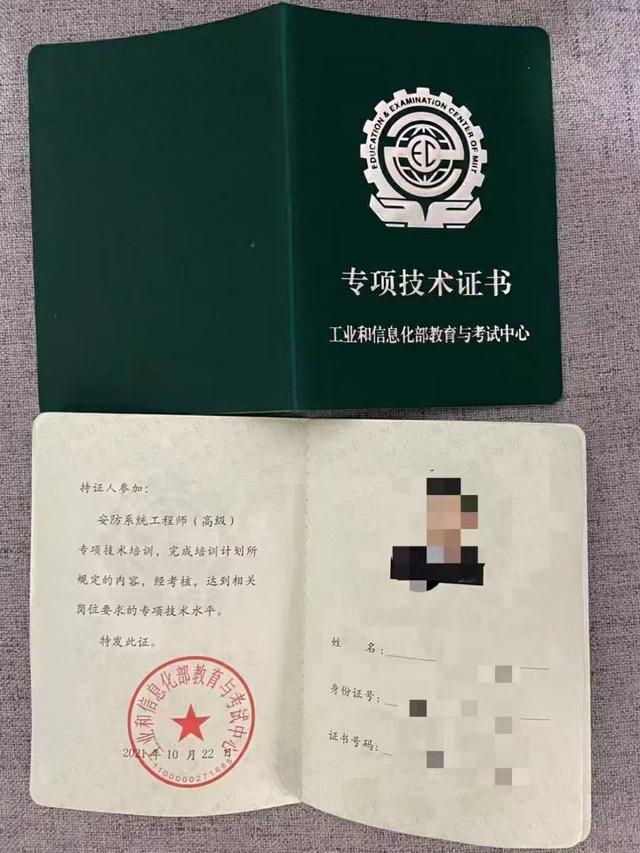 EDUCATION & EXAMINATION CENTER OF MIIT
EC
专项技术证书
工业和信息化部教育与考试中心
持证人参加：
安防系统工程师（高级）
专项技术培训，完成培训计划所
规定的内容，经考核，达到相关
岗位要求的专项技术水平。
特发此证。
工业和信息化部教育与考试中心
2021年 10 月 22 日
1100000271685
姓 名：
身份证号：
证书号码：